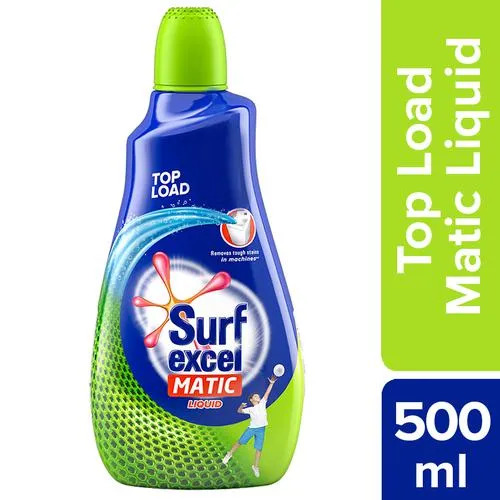 TOP
LOAD
Removes tough stains
in machines**
Surf
excel
MATIC
LIQUID
Top Load
Matic Liquid
500
ml